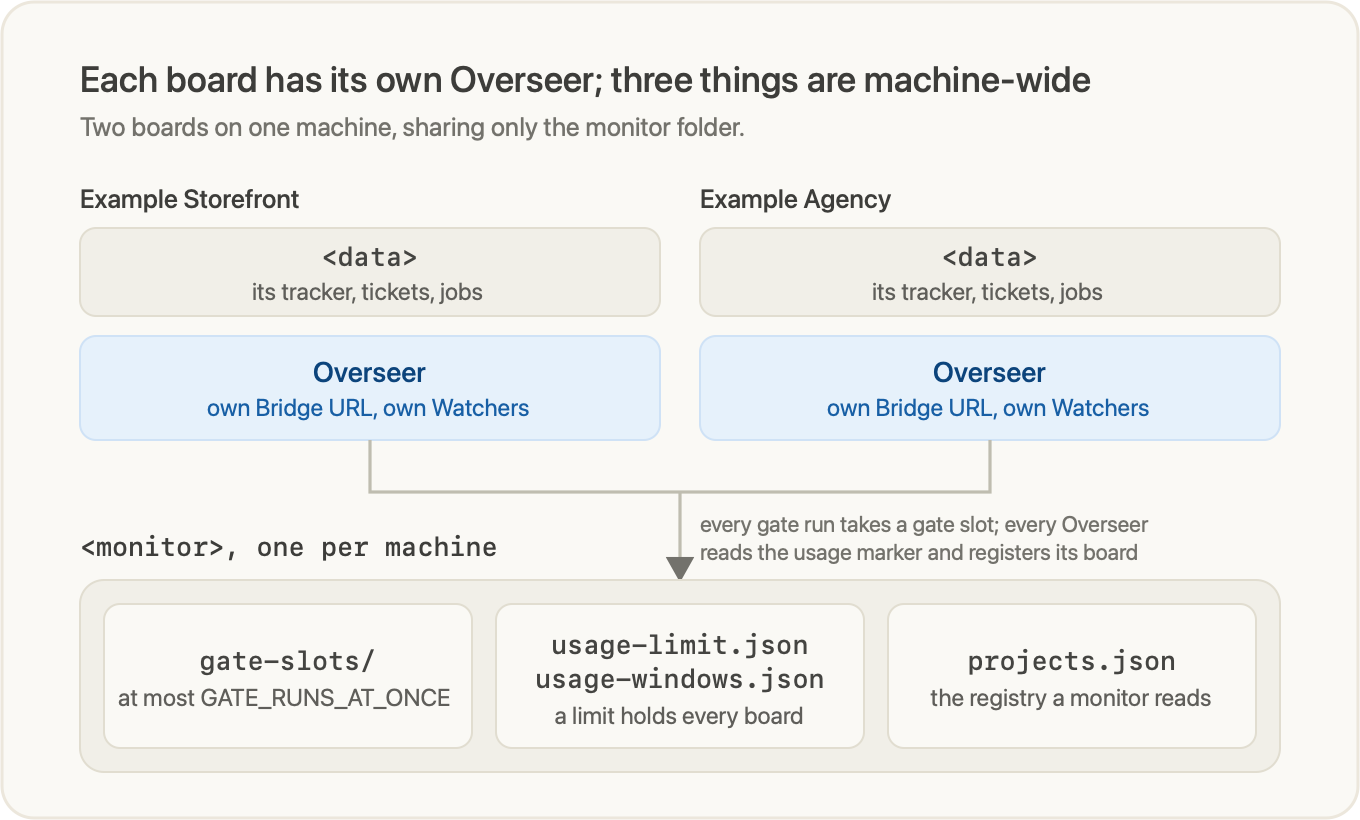 Each board has its own Overseer; three things are machine-wide
Two boards on one machine, sharing only the monitor folder.
Example Storefront
<data>
its tracker, tickets, jobs
Overseer
own Bridge URL, own Watchers
Example Agency
<data>
its tracker, tickets, jobs
Overseer
own Bridge URL, own Watchers
every gate run takes a gate slot; every Overseer
reads the usage marker and registers its board
<monitor>, one per machine
gate-slots/
at most GATE_RUNS_AT_ONCE
usage-limit.json
usage-windows.json
a limit holds every board
projects.json
the registry a monitor reads